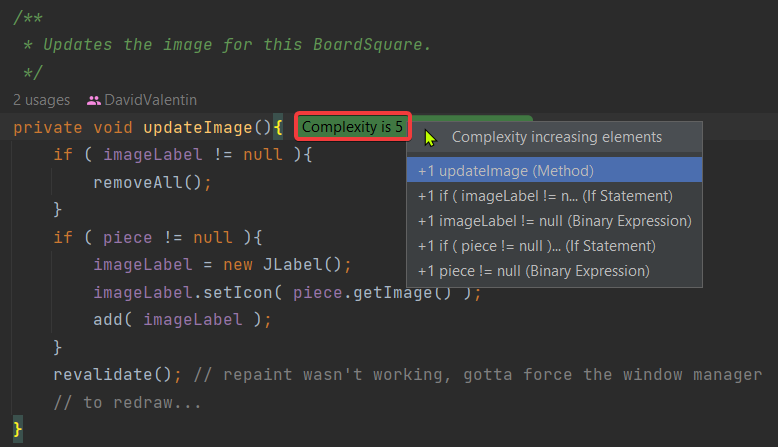 /**
 * Updates the image for this BoardSquare.
 */
2 usages DavidValentin
private void updateImage(){ Complexity is 5
Complexity increasing elements
if ( imageLabel != null ){
+1 updateImage (Method)
removeAll();
+1 if ( imageLabel != n... (If Statement)
}
+1 imageLabel != null (Binary Expression)
if ( piece != null ){
+1 if ( piece != null )... (If Statement)
imageLabel = new JLabel();
+1 piece != null (Binary Expression)
imageLabel.setIcon( piece.getImage() );
add( imageLabel );
}
revalidate(); // repaint wasn't working, gotta force the window manager
// to redraw...
}